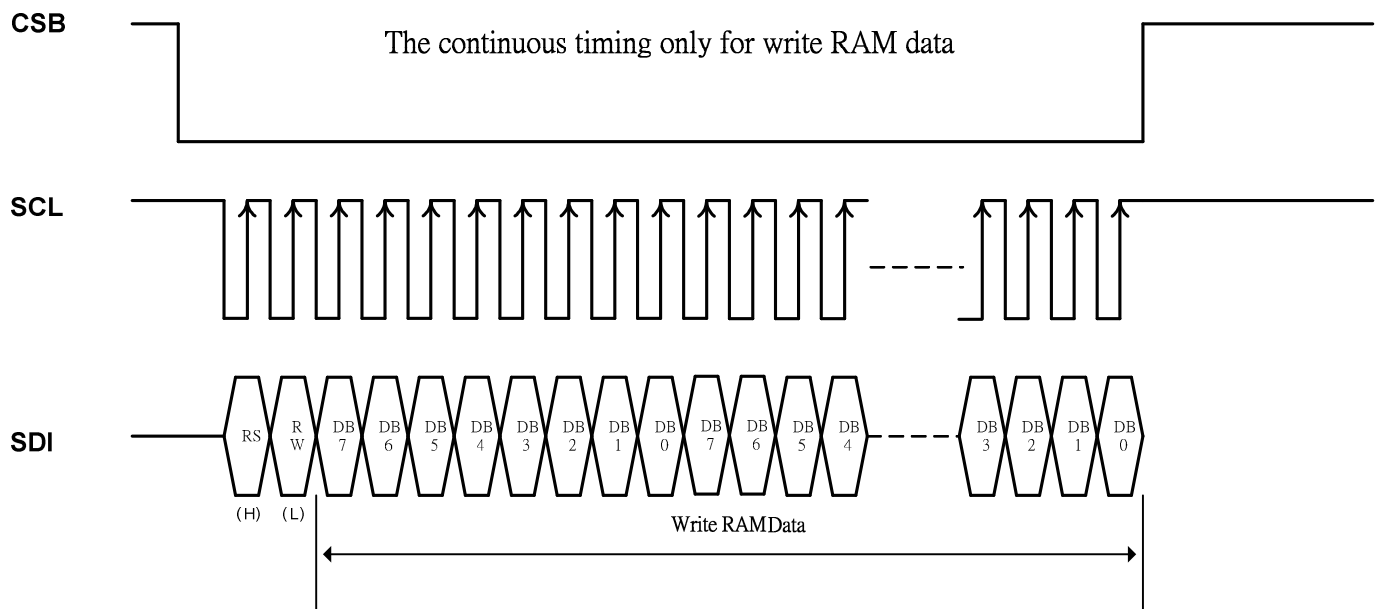 CSB
The continuous timing only for write RAM data
SCL
SDI
RS
R
W
DB
7
DB
6
DB
5
DB
4
DB
3
DB
2
DB
1
DB
0
DB
7
DB
6
DB
5
DB
4
DB
3
DB
2
DB
1
DB
0
(H)
(L)
Write RAMData